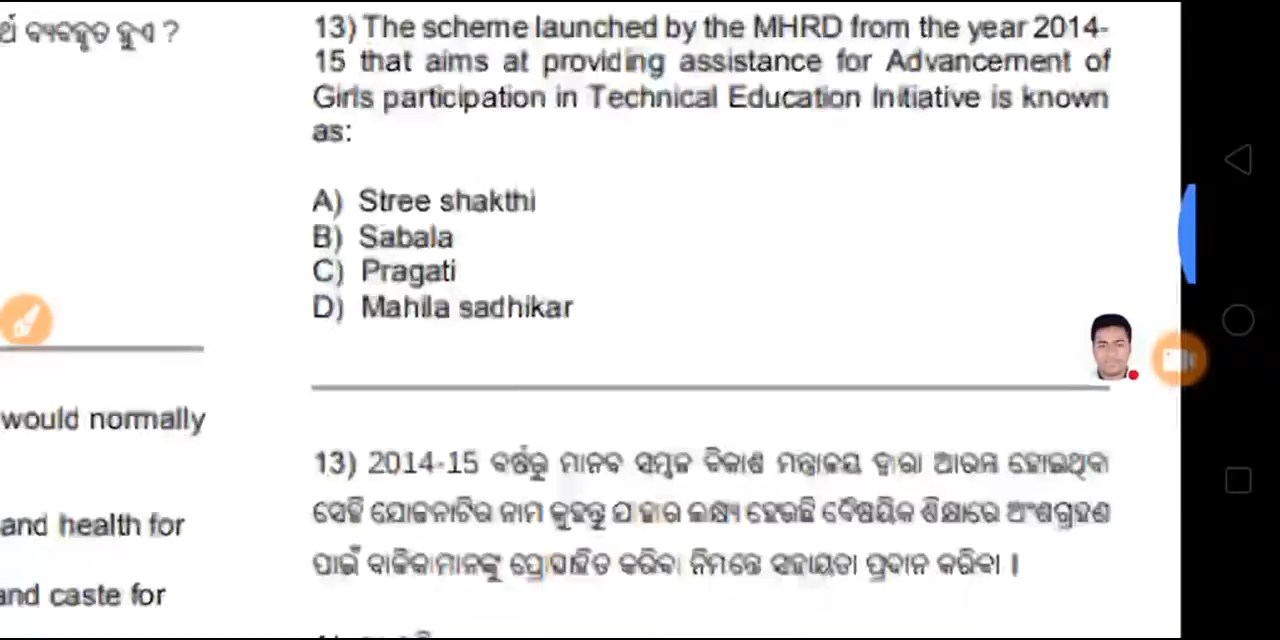 ର୍ଥ ବ୍ୟବହୃତ ହୁଏ ?
would normally
and health for
and caste for
13) The scheme launched by the MHRD from the year 2014-
15 that aims at providing assistance for Advancement of
Girls participation in Technical Education Initiative is known
as:
A) Stree shakthi
B) Sabala
C) Pragati
D) Mahila sadhikar
13) 2014-15 ବର୍ଷରୁ ମାନବ ସମ୍ବଳ ବିକାଶ ମନ୍ତ୍ରାଳୟ ଦ୍ୱାରା ଆରମ୍ଭ ହୋଇଥିବା
ସେହି ଯୋଜନାଟିର ନାମ କୁହନ୍ତୁ ଯାହାର ଲକ୍ଷ୍ୟ ହେଉଛି ବୈଷୟିକ ଶିକ୍ଷାରେ ଅଂଶଗ୍ରହଣ
ପାଇଁ ବାଳିକାମାନଙ୍କୁ ପ୍ରୋତ୍ସାହିତ କରିବା ନିମନ୍ତେ ସହାୟତା ପ୍ରଦାନ କରିବା ।